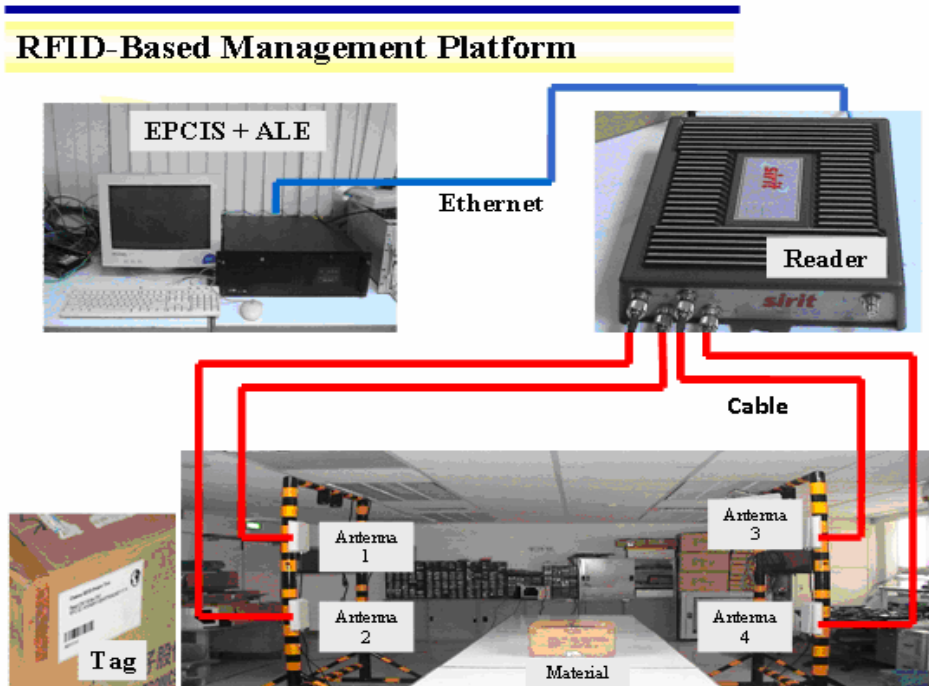 RFID-Based Management Platform
EPCIS + ALE
Ethernet
Reader
sirit
Cable
Antenna
1
Antenna
2
Antenna
3
Antenna
4
Tag
Material